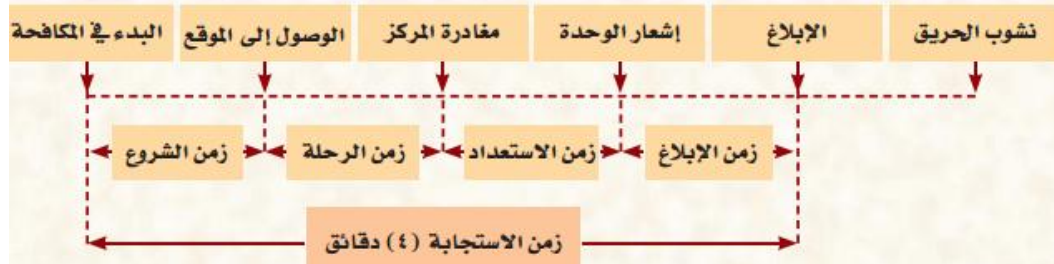 نشوب الحريق
الإبلاغ
إشعار الوحدة
مغادرة المركز
الوصول إلى الموقع
البدء في المكافحة
زمن الإبلاغ
زمن الاستعداد
زمن الرحلة
زمن الشروع
زمن الاستجابة (٤) دقائق